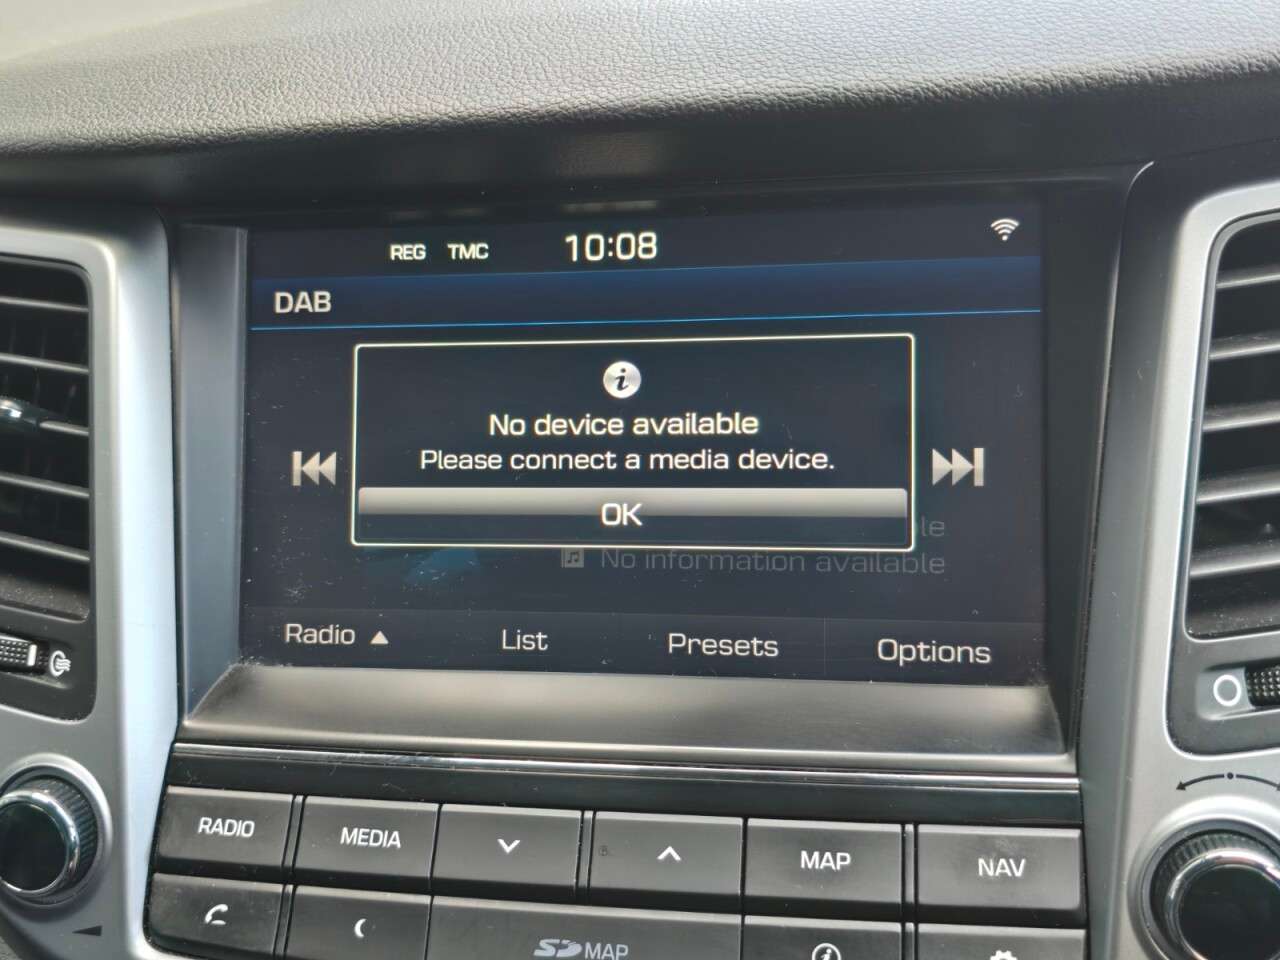 REG TMC 10:08
DAB
No device available
Please connect a media device.
OK
No information available
Radio List Presets Options
RADIO MEDIA MAP NAV
SD MAP